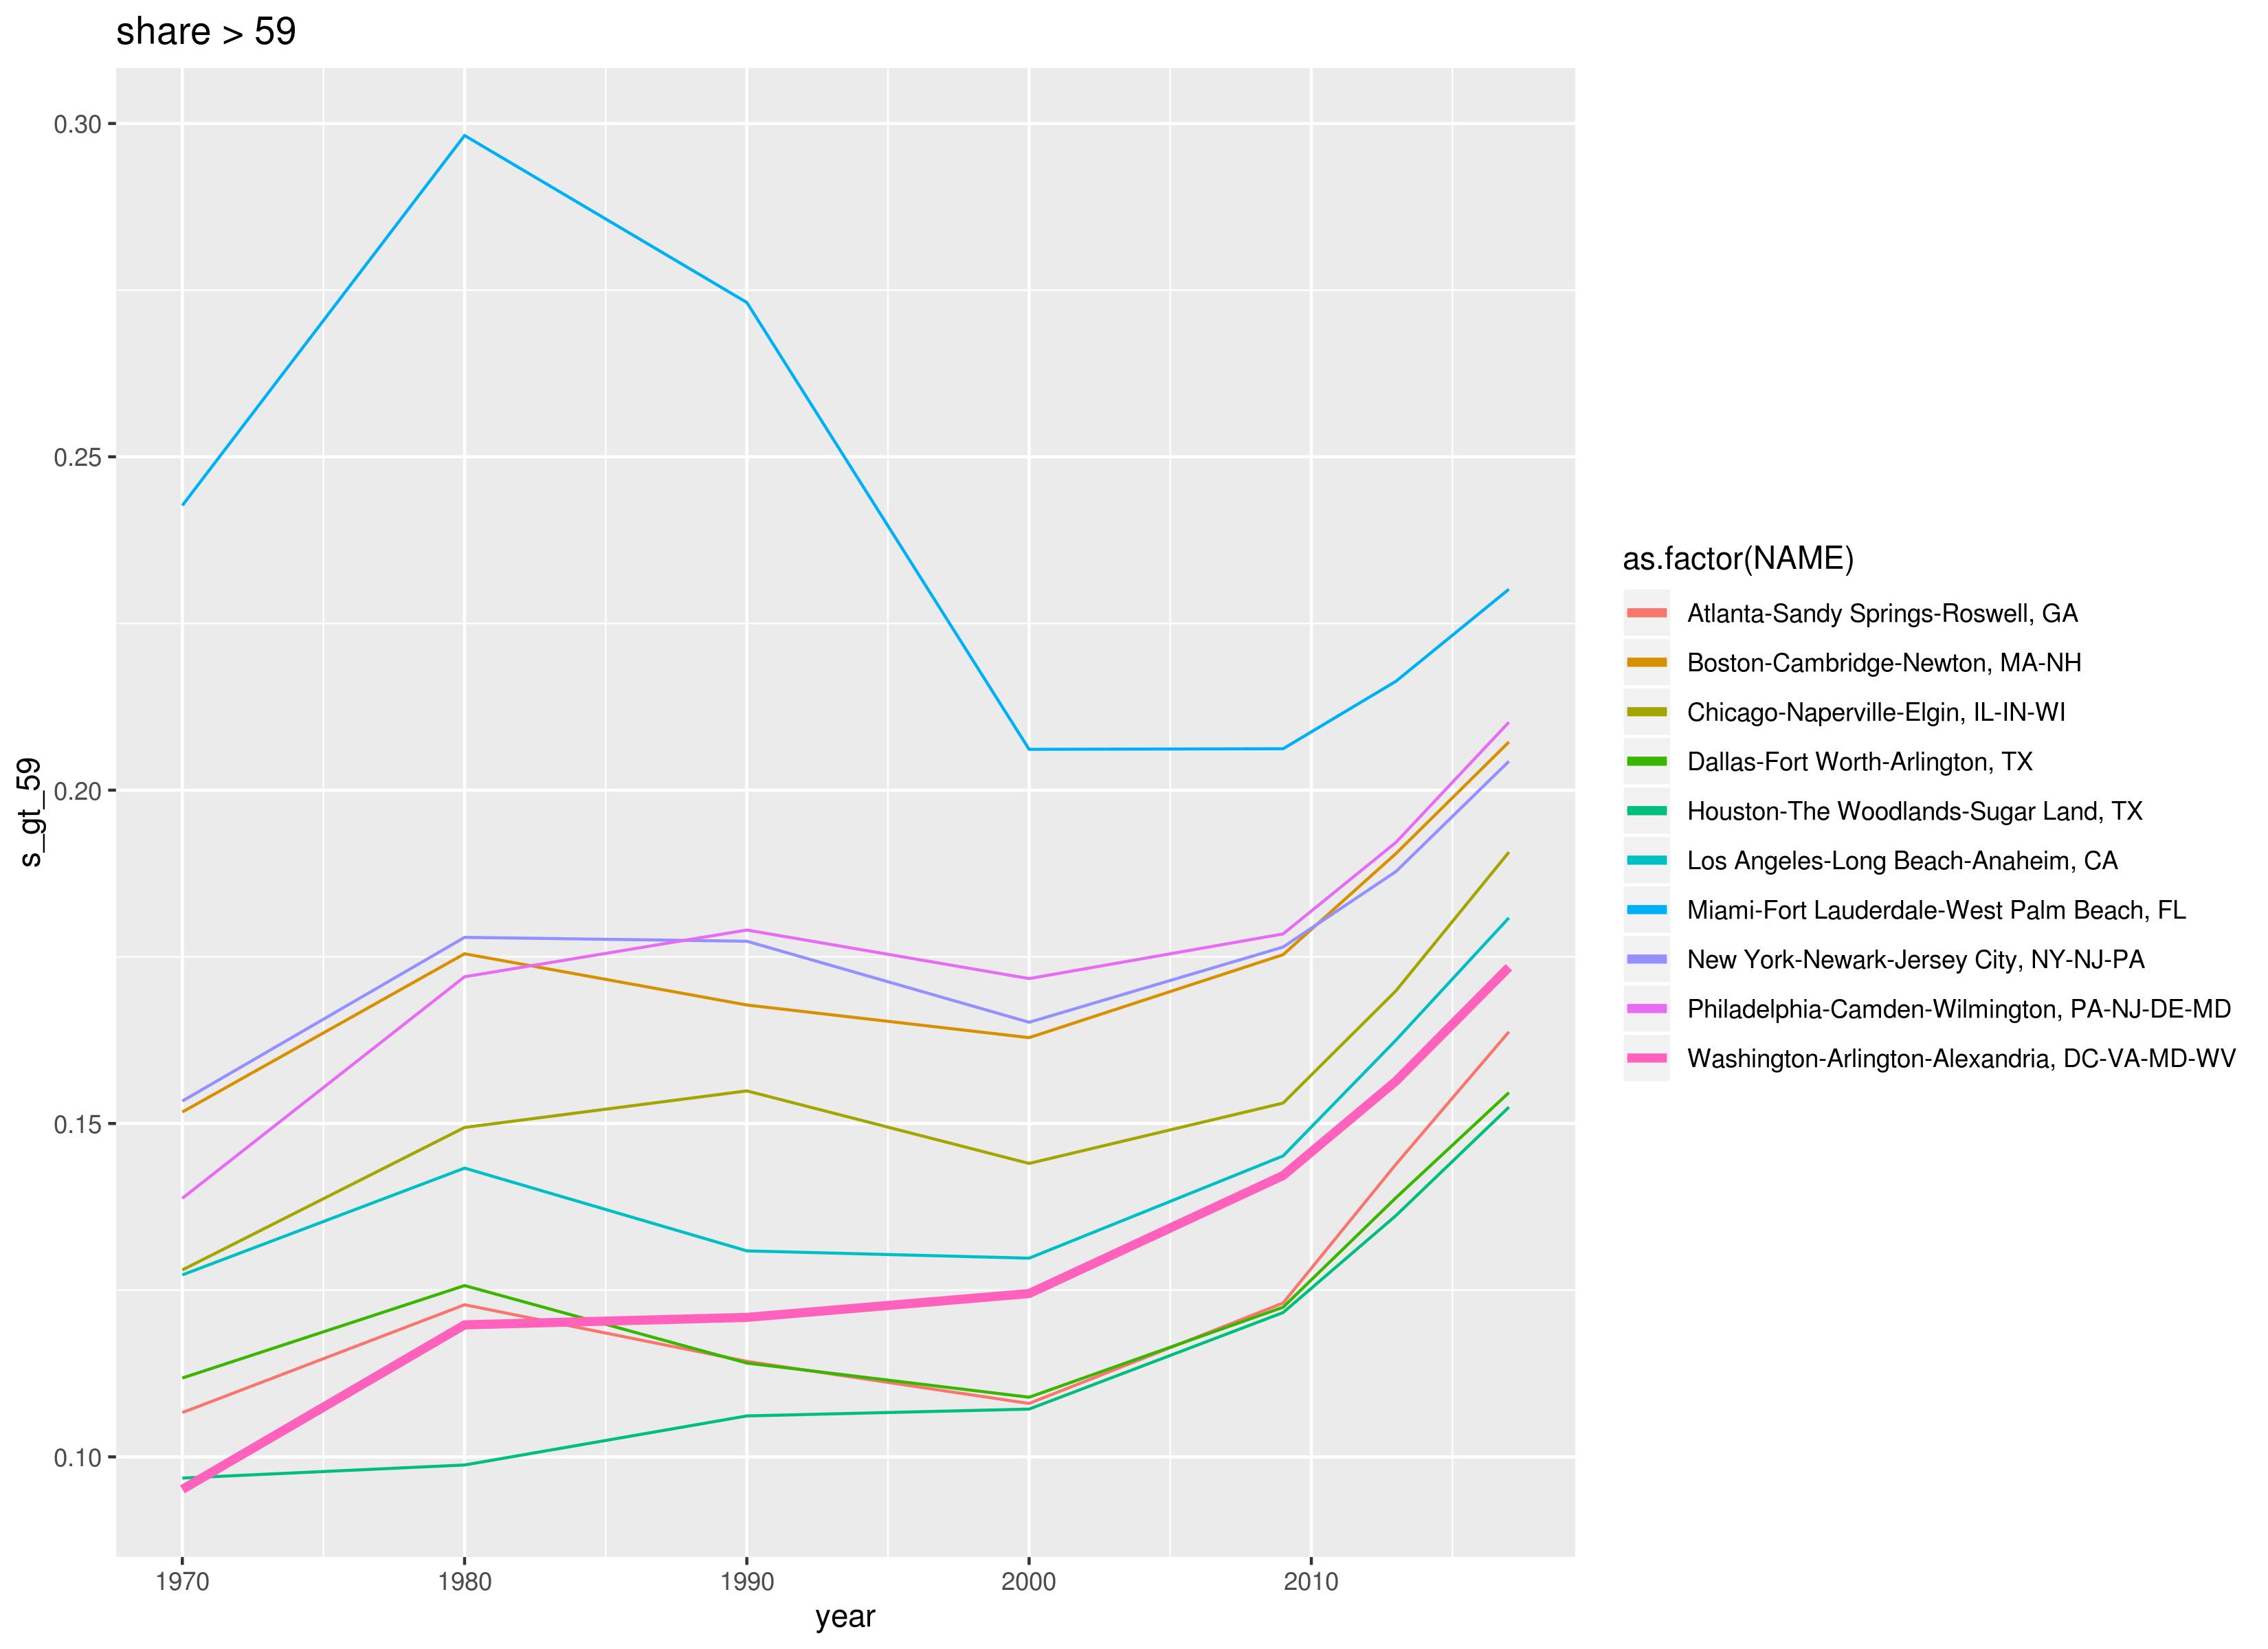 share > 59
0.30
0.25
0.20
0.15
0.10
s_gt_59
1970 1980 1990 2000 2010
year
as.factor(NAME)
Atlanta-Sandy Springs-Roswell, GA
Boston-Cambridge-Newton, MA-NH
Chicago-Naperville-Elgin, IL-IN-WI
Dallas-Fort Worth-Arlington, TX
Houston-The Woodlands-Sugar Land, TX
Los Angeles-Long Beach-Anaheim, CA
Miami-Fort Lauderdale-West Palm Beach, FL
New York-Newark-Jersey City, NY-NJ-PA
Philadelphia-Camden-Wilmington, PA-NJ-DE-MD
Washington-Arlington-Alexandria, DC-VA-MD-WV